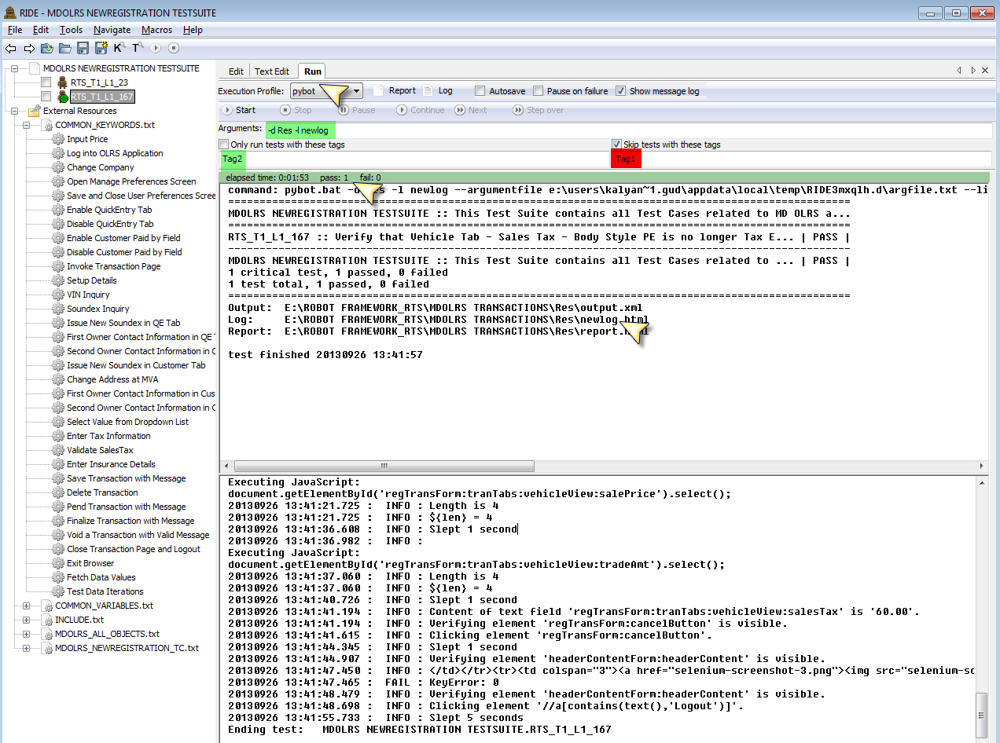 RIDE - MDOLRS NEWREGISTRATION TESTSUITE
File Edit Tools Navigate Macros Help
MDOLRS NEWREGISTRATION TESTSUITE
RTS_T1_L1_23
RTS_T1_L1_167
External Resources
COMMON_KEYWORDS.txt
Input Price
Log into OLRS Application
Change Company
Open Manage Preferences Screen
Save and Close User Preferences Scree
Enable QuickEntry Tab
Disable QuickEntry Tab
Enable Customer Paid by Field
Disable Customer Paid by Field
Invoke Transaction Page
Setup Details
VIN Inquiry
Soundex Inquiry
Issue New Soundex in QE Tab
First Owner Contact Information in QE T
Second Owner Contact Information in Q
Issue New Soundex in Customer Tab
Change Address at MVA
First Owner Contact Information in Cus
Second Owner Contact Information in C
Select Value from Dropdown List
Enter Tax Information
Validate SalesTax
Enter Insurance Details
Save Transaction with Message
Delete Transaction
Pend Transaction with Message
Finalize Transaction with Message
Void a Transaction with Valid Message
Close Transaction Page and Logout
Exit Browser
Fetch Data Values
Test Data Iterations
COMMON_VARIABLES.txt
INCLUDE.txt
MDOLRS_ALL_OBJECTS.txt
MDOLRS_NEWREGISTRATION_TC.txt
Edit Text Edit Run
Execution Profile: pybot Report Log Autosave Pause on failure Show message log
Start Stop Pause Continue Next Step over
Arguments: -d Res -l newlog
Only run tests with these tags Skip tests with these tags
Tag2 Tag1
elapsed time: 0:01:53 pass: 1 fail: 0
command: pybot.bat -l newlog --argumentfile e:\users\kalyan~1.gud\appdata\local\temp\RIDE3mxqlh.d\argfile.txt --li
==============================================================================
MDOLRS NEWREGISTRATION TESTSUITE :: This Test Suite contains all Test Cases related to MD OLRS a...
==============================================================================
RTS_T1_L1_167 :: Verify that Vehicle Tab - Sales Tax - Body Style PE is no longer Tax E... | PASS |
------------------------------------------------------------------------------
MDOLRS NEWREGISTRATION TESTSUITE :: This Test Suite contains all Test Cases related to ... | PASS |
1 critical test, 1 passed, 0 failed
1 test total, 1 passed, 0 failed
==============================================================================
Output: E:\ROBOT FRAMEWORK_RTS\MDOLRS TRANSACTIONS\Res\output.xml
Log: E:\ROBOT FRAMEWORK_RTS\MDOLRS TRANSACTIONS\Res\newlog.html
Report: E:\ROBOT FRAMEWORK_RTS\MDOLRS TRANSACTIONS\Res\report.html
test finished 20130926 13:41:57
Executing JavaScript:
document.getElementById('regTransForm:tranTabs:vehicleView:salePrice').select();
20130926 13:41:21.725 : INFO : Length is 4
20130926 13:41:21.725 : INFO : ${len} = 4
20130926 13:41:36.608 : INFO : Slept 1 second
20130926 13:41:36.982 : INFO :
Executing JavaScript:
document.getElementById('regTransForm:tranTabs:vehicleView:tradeAmt').select();
20130926 13:41:37.060 : INFO : Length is 4
20130926 13:41:37.060 : INFO : ${len} = 4
20130926 13:41:40.726 : INFO : Slept 1 second
20130926 13:41:41.194 : INFO : Content of text field 'regTransForm:tranTabs:vehicleView:salesTax' is '60.00'.
20130926 13:41:41.194 : INFO : Verifying element 'regTransForm:cancelButton' is visible.
20130926 13:41:41.615 : INFO : Clicking element 'regTransForm:cancelButton'.
20130926 13:41:44.345 : INFO : Slept 1 second
20130926 13:41:44.907 : INFO : Verifying element 'headerContentForm:headerContent' is visible.
20130926 13:41:47.450 : INFO : </td></tr><tr><td colspan="3"><a href="selenium-screenshot-3.png"><img src="selenium-sc
20130926 13:41:47.465 : FAIL : KeyError: 0
20130926 13:41:48.479 : INFO : Verifying element 'headerContentForm:headerContent' is visible.
20130926 13:41:48.698 : INFO : Clicking element '//a[contains(text(),'Logout')]'.
20130926 13:41:55.733 : INFO : Slept 5 seconds
Ending test: MDOLRS NEWREGISTRATION TESTSUITE.RTS_T1_L1_167